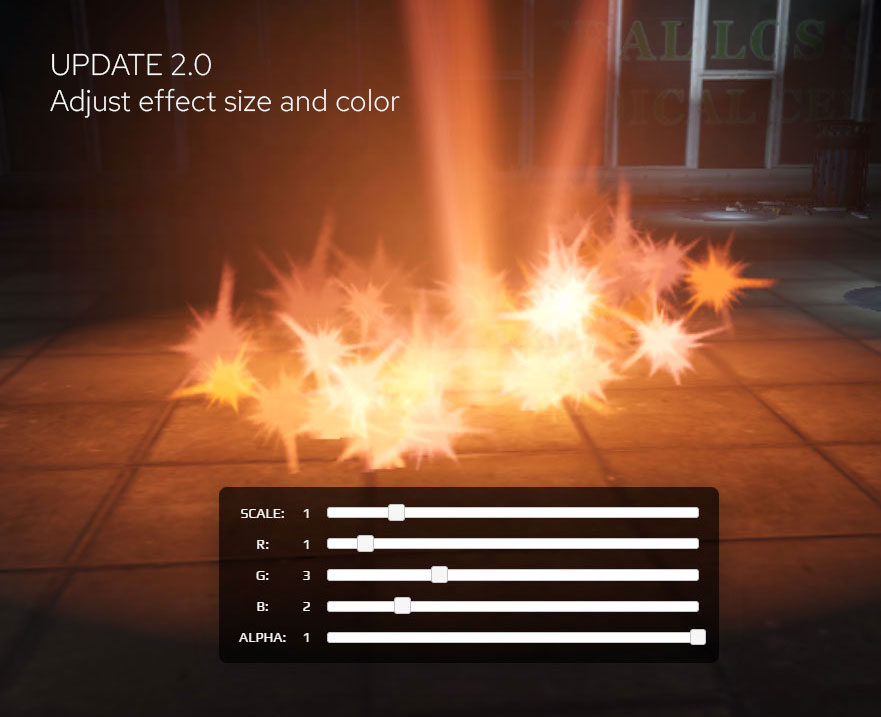 UPDATE 2.0
Adjust effect size and color
SCALE: 1
R: 1
G: 3
B: 2
ALPHA: 1